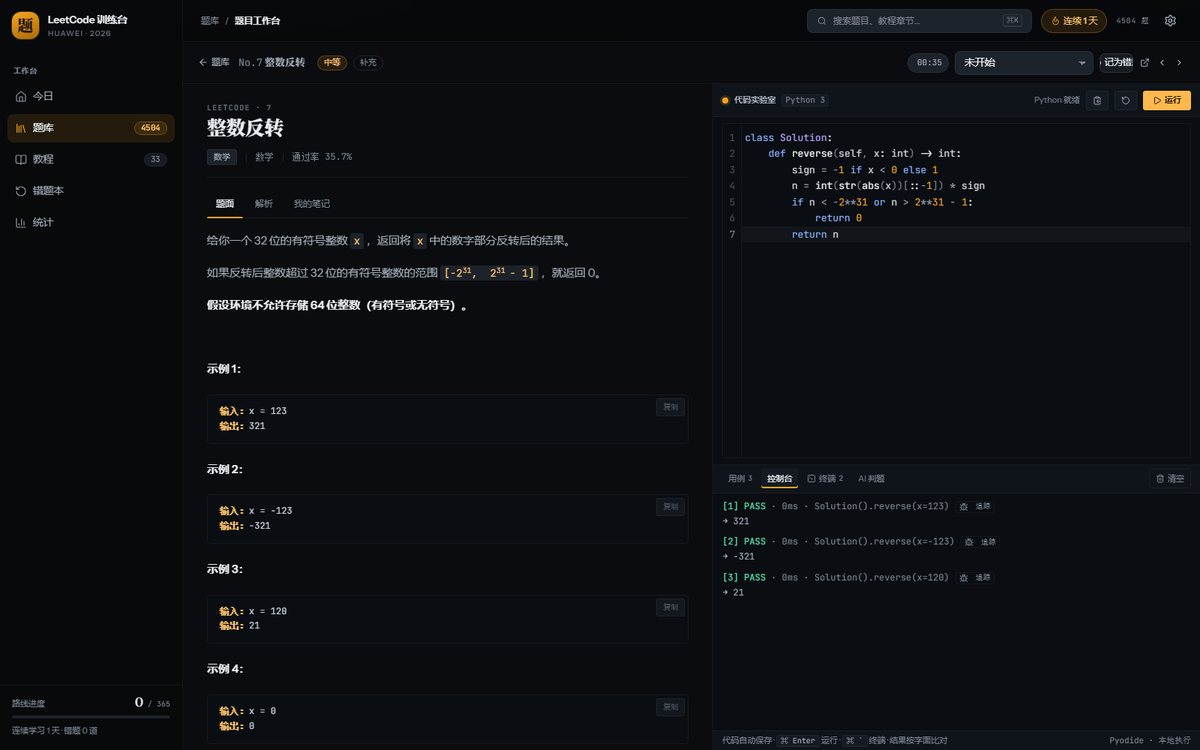 题
LeetCode 训练台
HUAWEI · 2026
工作台
今日
题库 4504
教程 33
错题本
统计
路线进度 0 / 365
连续学习 1 天 · 错题 0 道
题库 / 题目工作台
搜索题目、教程章节... ⌘K
连续 1 天
4504 题
← 题库 No.7 整数反转 中等 补充
00:35 未开始 记为错
LEETCODE · 7
整数反转
数学 数学 通过率 35.7%
题面 解析 我的笔记
给你一个 32 位的有符号整数 x ，返回将 x 中的数字部分反转后的结果。
如果反转后整数超过 32 位的有符号整数的范围 [-2³¹, 2³¹ - 1] ，就返回 0。
假设环境不允许存储 64 位整数（有符号或无符号）。
示例 1：
输入：x = 123
输出：321
复制
示例 2：
输入：x = -123
输出：-321
复制
示例 3：
输入：x = 120
输出：21
复制
示例 4：
输入：x = 0
输出：0
复制
代码实验室 Python 3
Python 就绪 运行
1 class Solution:
2 def reverse(self, x: int) -> int:
3 sign = -1 if x < 0 else 1
4 n = int(str(abs(x))[::-1]) * sign
5 if n < -2**31 or n > 2**31 - 1:
6 return 0
7 return n
用例 3 控制台 终端 2 AI 判题 清空
[1] PASS · 0ms · Solution().reverse(x=123) 追踪
→ 321
[2] PASS · 0ms · Solution().reverse(x=-123) 追踪
→ -321
[3] PASS · 0ms · Solution().reverse(x=120) 追踪
→ 21
代码自动保存· ⌘ Enter 运行· ⌘ ` 终端·结果按字面比对
Pyodide · 本地执行